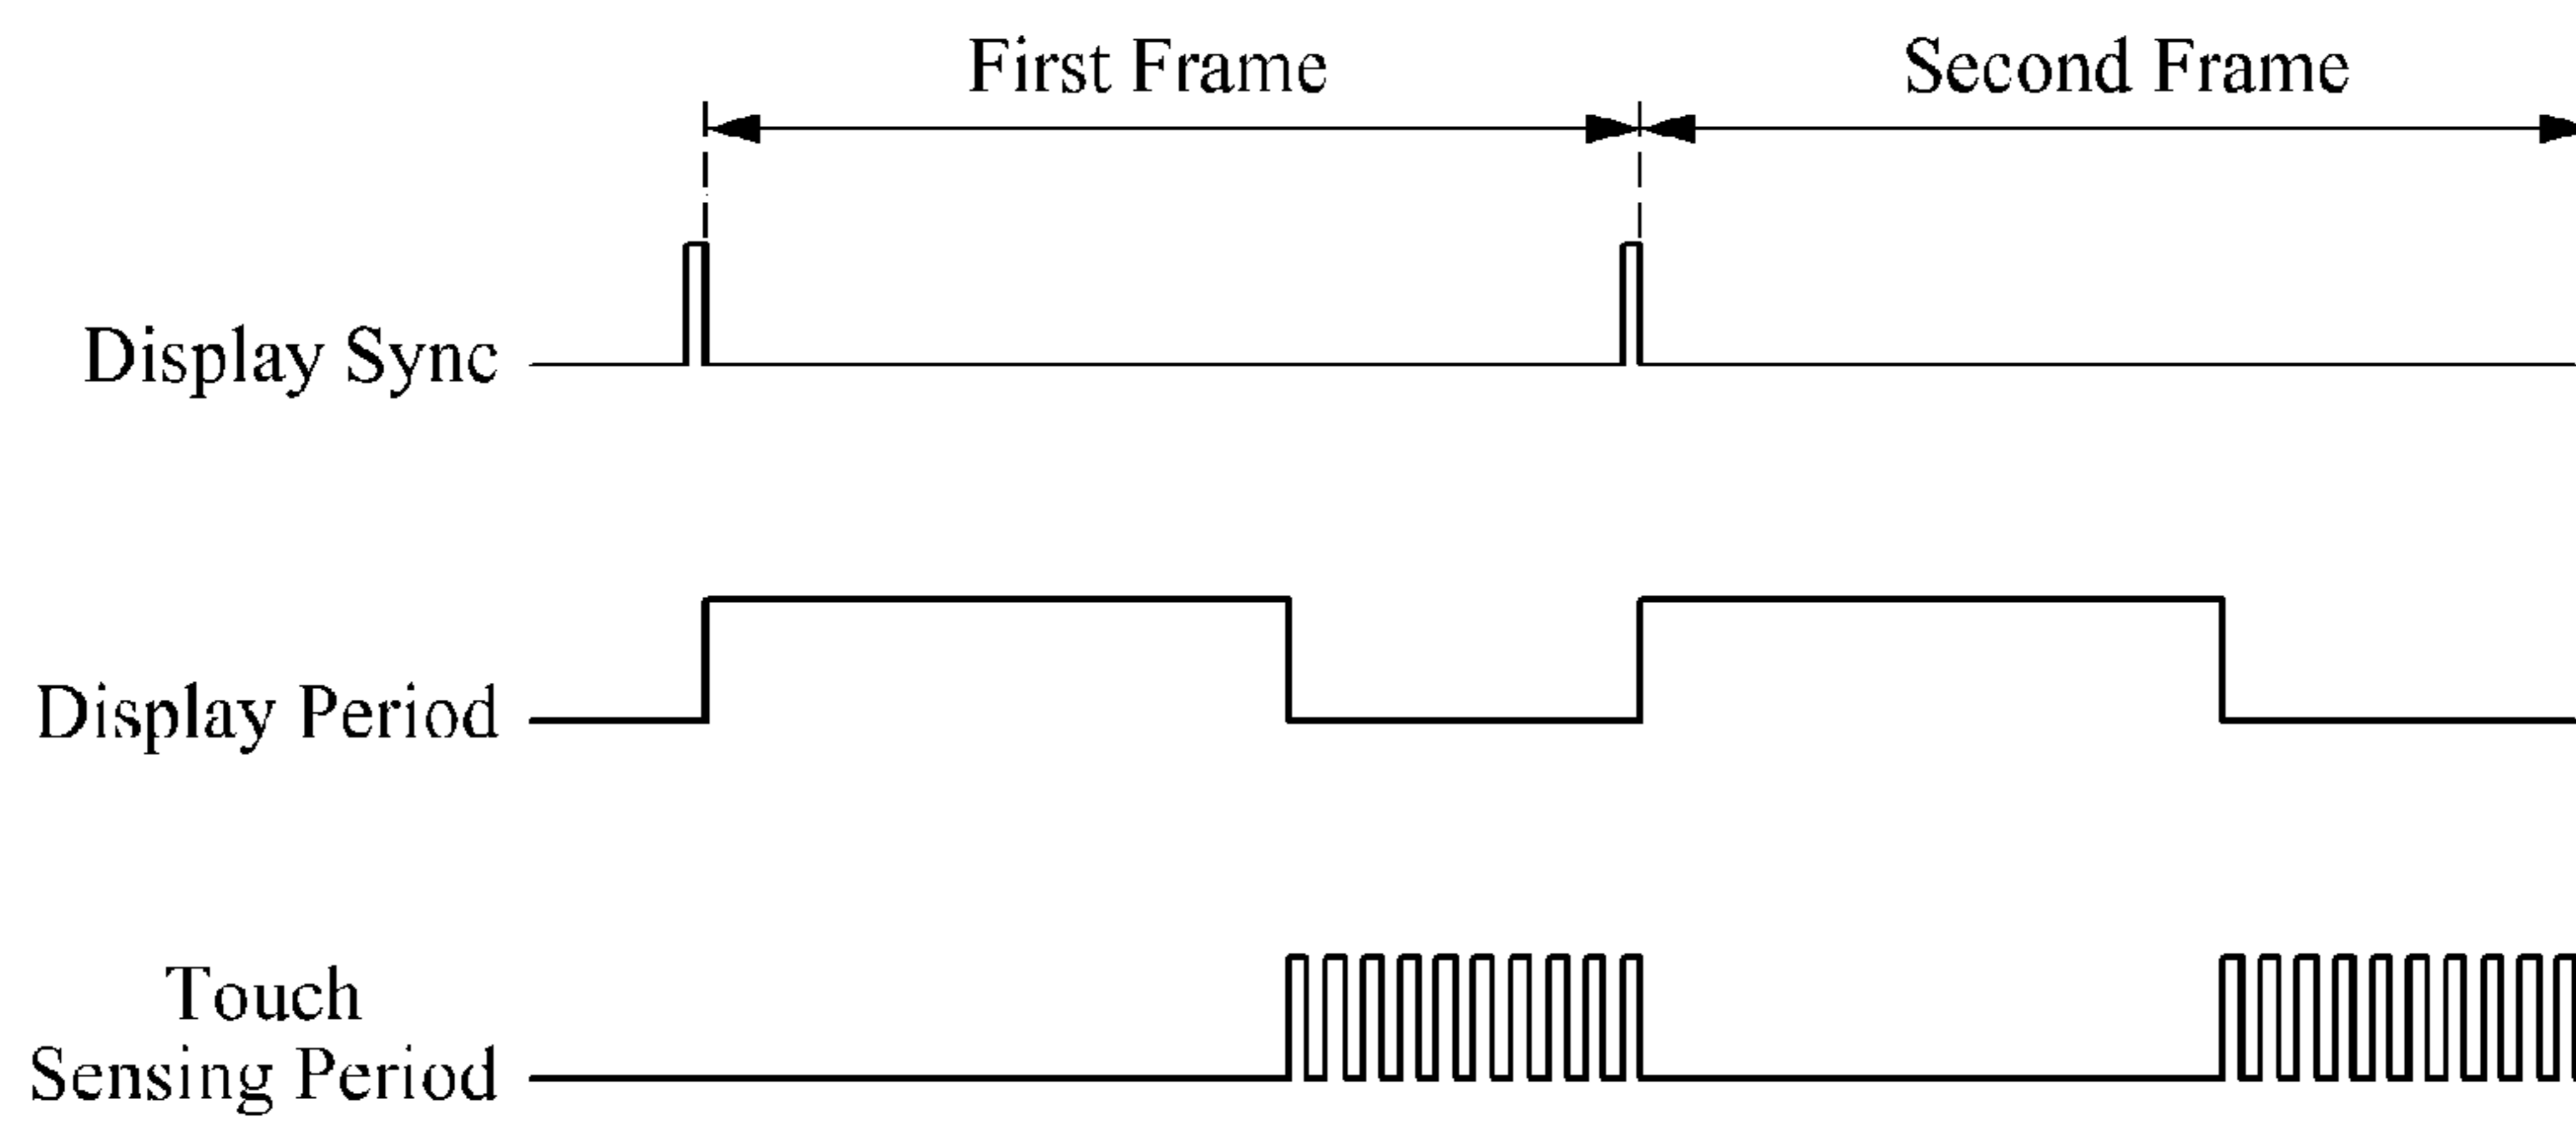 First Frame
Second Frame
Display Sync
Display Period
Touch
Sensing Period